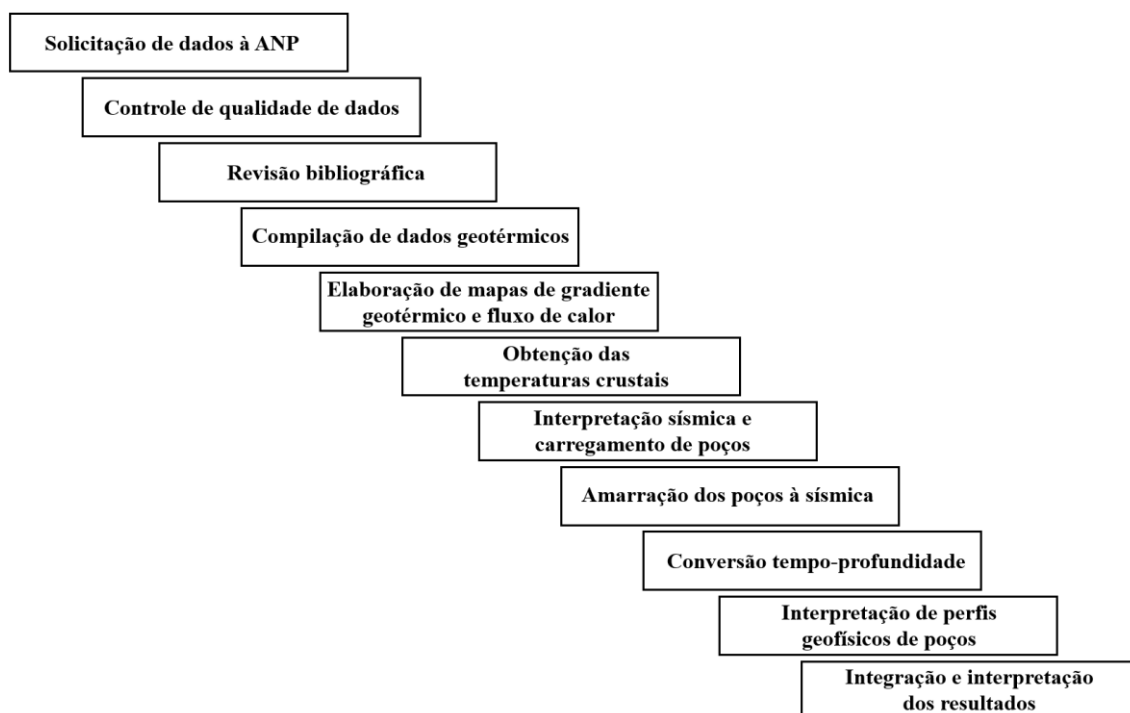 Solicitação de dados à ANP
Controle de qualidade de dados
Revisão bibliográfica
Compilação de dados geotérmicos
Elaboração de mapas de gradiente
geotérmico e fluxo de calor
Obtenção das
temperaturas crustais
Interpretação sísmica e
carregamento de poços
Amarração dos poços à sísmica
Conversão tempo-profundidade
Interpretação de perfis
geofísicos de poços
Integração e interpretação
dos resultados